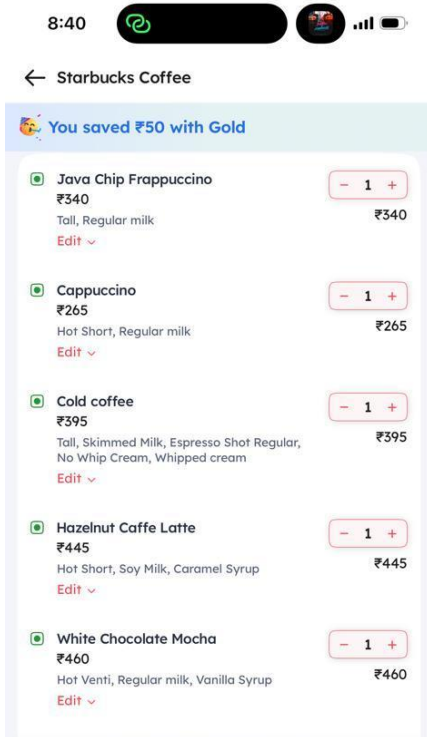 8:40
Starbucks Coffee
You saved ₹50 with Gold
Java Chip Frappuccino
- 1 +
₹340
₹340
Tall, Regular milk
Edit
Cappuccino
- 1 +
₹265
₹265
Hot Short, Regular milk
Edit
Cold coffee
- 1 +
₹395
₹395
Tall, Skimmed Milk, Espresso Shot Regular,
No Whip Cream, Whipped cream
Edit
Hazelnut Caffe Latte
- 1 +
₹445
₹445
Hot Short, Soy Milk, Caramel Syrup
Edit
White Chocolate Mocha
- 1 +
₹460
₹460
Hot Venti, Regular milk, Vanilla Syrup
Edit